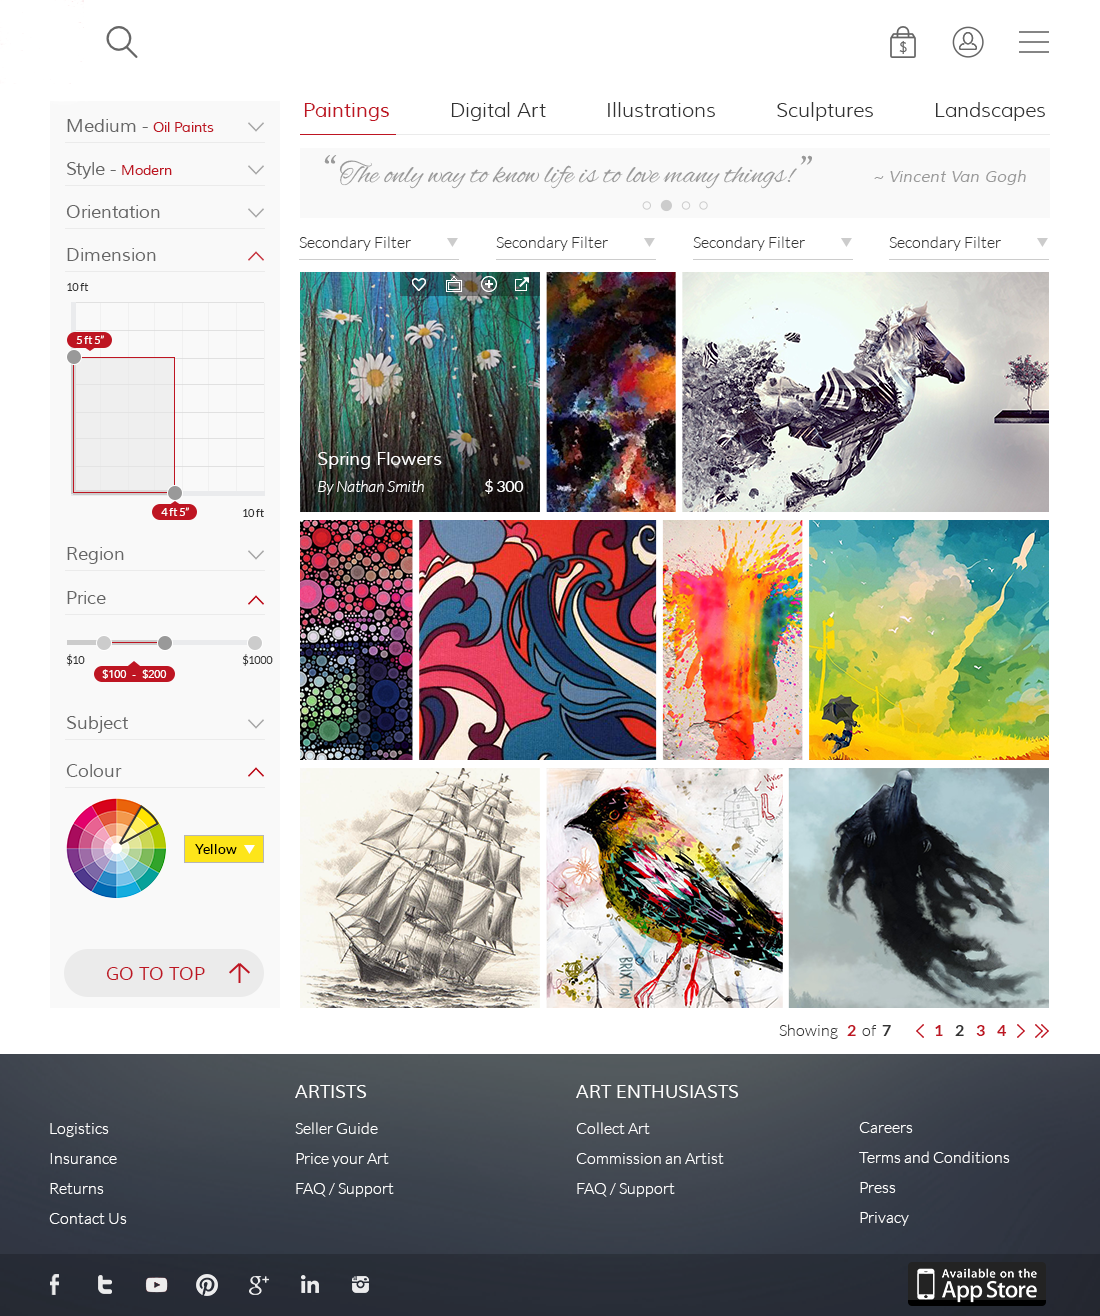 $
Paintings
Digital Art
Illustrations
Sculptures
Landscapes
Medium - Oil Paints
Style - Modern
Orientation
Dimension
10 ft
5 ft 5”
4 ft 5”
10 ft
Region
Price
$10
$1000
$100 - $200
Subject
Colour
Yellow
GO TO TOP
“The only way to know life is to love many things!”
~ Vincent Van Gogh
Secondary Filter
Secondary Filter
Secondary Filter
Secondary Filter
Spring Flowers
By Nathan Smith
$ 300
North
BRIXTON
Showing 2 of 7
1 2 3 4
Logistics
Insurance
Returns
Contact Us
ARTISTS
Seller Guide
Price your Art
FAQ / Support
ART ENTHUSIASTS
Collect Art
Commission an Artist
FAQ / Support
Careers
Terms and Conditions
Press
Privacy
Available on the
App Store